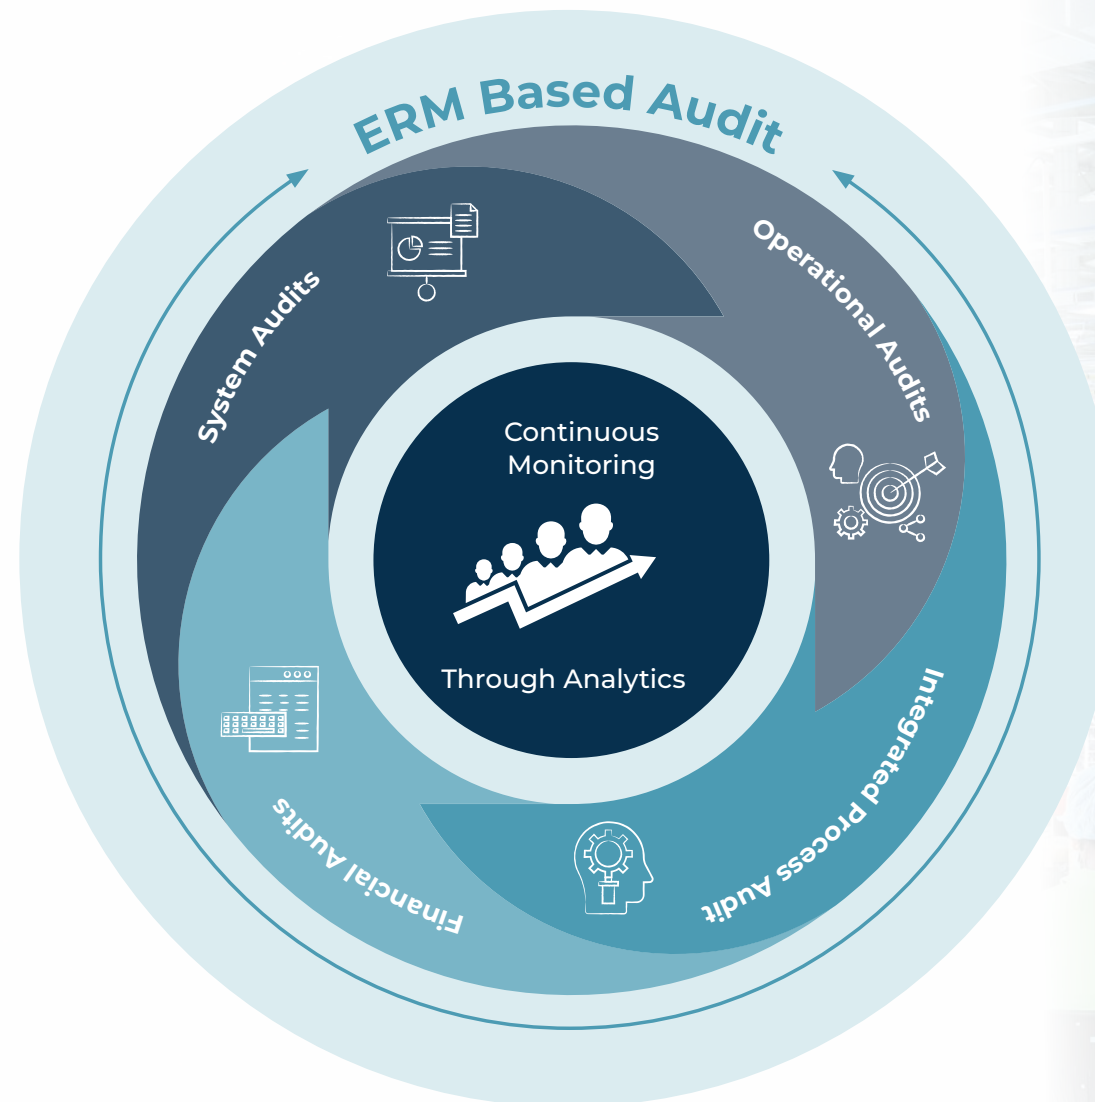 ERM Based Audit
System Audits
Operational Audits
Continuous
Monitoring
Through Analytics
Integrated Process Audit
Financial Audits